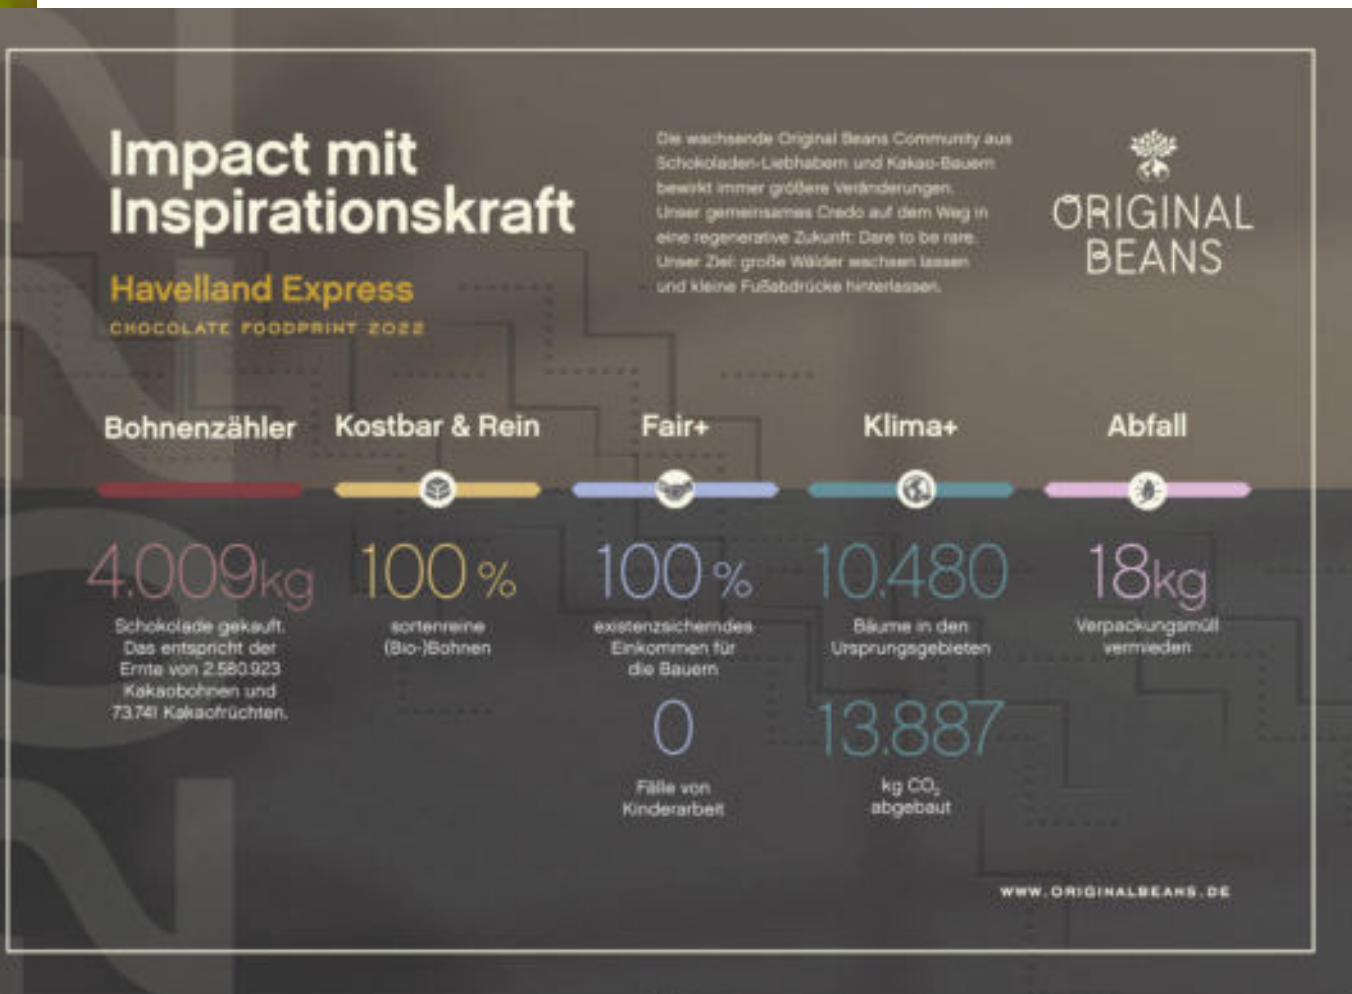 Impact mit
Inspirationskraft
Havelland Express
CHOCOLATE FOODPRINT 2022
Die wachsende Original Beans Community aus
Schokoladen-Liebhabern und Kakao-Bauern
bewirkt immer größere Veränderungen.
Unser gemeinsames Credo auf dem Weg in
eine regenerative Zukunft: Dare to be rare.
Unser Ziel: große Wälder wachsen lassen
und kleine Fußabdrücke hinterlassen.
ORIGINAL
BEANS
Bohnenzähler
4.009kg
Schokolade gekauft.
Das entspricht der
Ernte von 2.580.923
Kakaobohnen und
73.741 Kakaofrüchten.
Kostbar & Rein
100 %
sortenreine
(Bio-)Bohnen
Fair+
100 %
existenzsicherndes
Einkommen für
die Bauern
0
Fälle von
Kinderarbeit
Klima+
10.480
Bäume in den
Ursprungsgebieten
13.887
kg CO₂
abgebaut
Abfall
18kg
Verpackungsmüll
vermieden
WWW.ORIGINALBEANS.DE